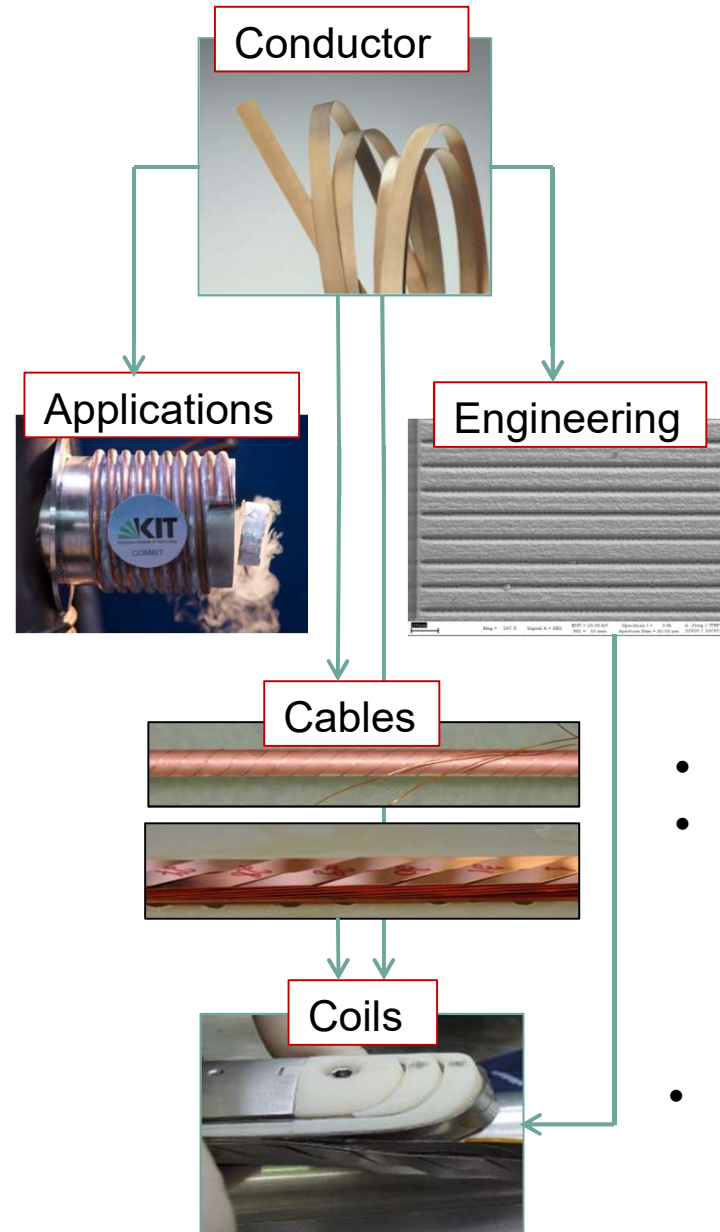 Conductor
Applications
Engineering
KIT
COMBIT
Cables
Coils